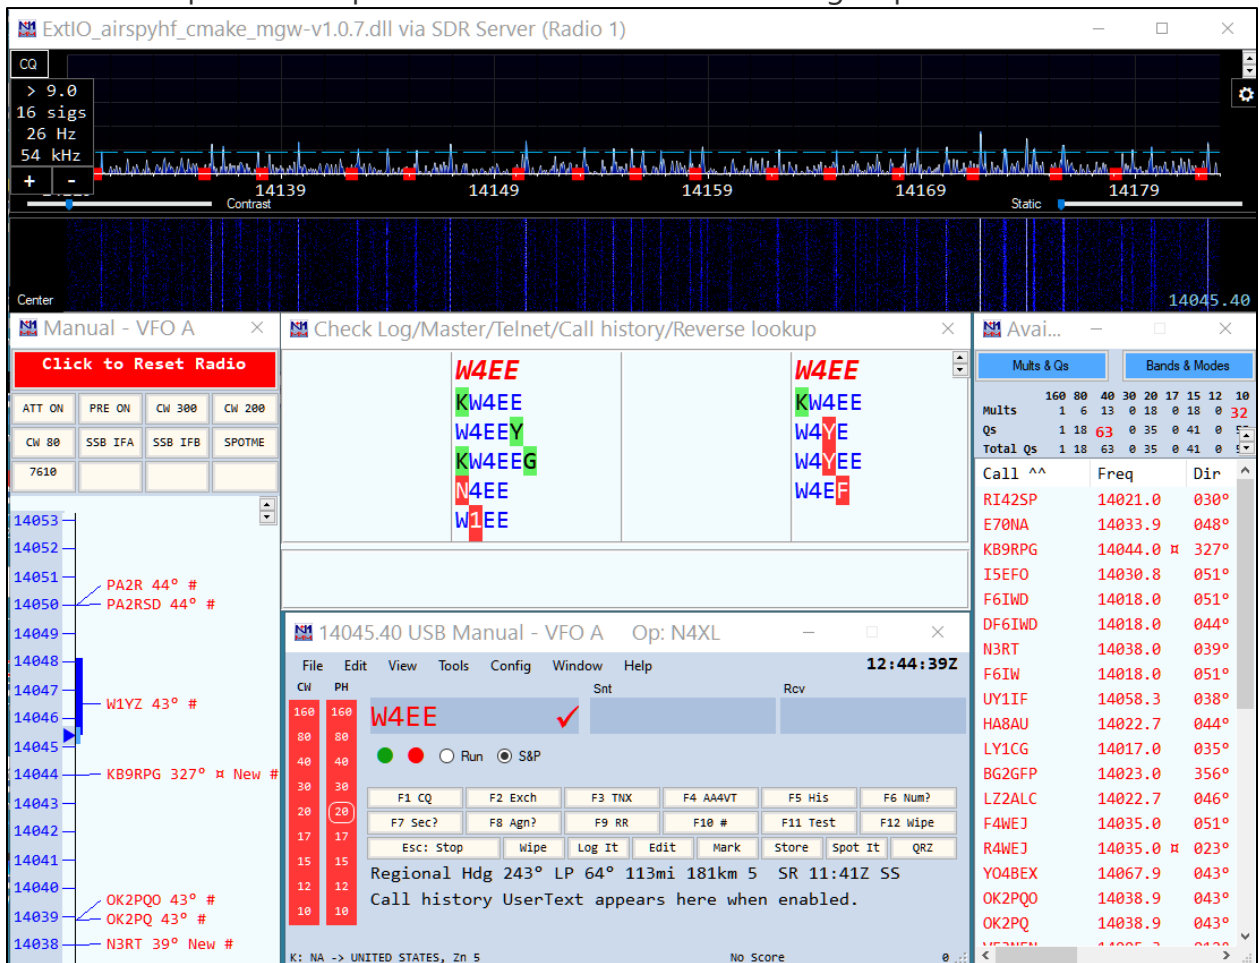 ExtIO_airspyhf_cmake_mgw-v1.0.7.dll via SDR Server (Radio 1)
CQ
> 9.0
16 sigs
26 Hz
54 kHz
+ -
14139 14149 14159 14169 14179
Contrast Static
Center 14045.40
Manual - VFO A
Click to Reset Radio
ATT ON PRE ON CW 300 CW 200
CW 80 SSB IFA SSB IFB SPOTME
7610
14053
14052
14051
PA2R 44° #
14050 PA2RSD 44° #
14049
14048
14047
W1YZ 43° #
14046
14045
14044 KB9RPG 327° ¤ New #
14043
14042
14041
14040
OK2PQO 43° #
14039 OK2PQ 43° #
14038 N3RT 39° New #
Check Log/Master/Telnet/Call history/Reverse lookup
W4EE W4EE
KW4EE KW4EE
W4EEY W4YE
KW4EEG W4YEE
N4EE W4EF
W1EE
14045.40 USB Manual - VFO A Op: N4XL
File Edit View Tools Config Window Help 12:44:39Z
CW PH Snt Rcv
160 160 W4EE
80 80
40 40 Run S&P
30 30
20 20
17 17
15 15
12 12
10 10
F1 CQ F2 Exch F3 TNX F4 AA4VT F5 His F6 Num?
F7 Sec? F8 Agn? F9 RR F10 # F11 Test F12 Wipe
Esc: Stop Wipe Log It Edit Mark Store Spot It QRZ
Regional Hdg 243° LP 64° 113mi 181km 5 SR 11:41Z SS
Call history UserText appears here when enabled.
K: NA -> UNITED STATES, Zn 5 No Score 0
Avai...
Mults & Qs Bands & Modes
160 80 40 30 20 17 15 12 10
Mults 1 6 13 0 18 0 18 0 32
Qs 1 18 63 0 35 0 41 0
Total Qs 1 18 63 0 35 0 41 0
Call ^^ Freq Dir
RI42SP 14021.0 030°
E70NA 14033.9 048°
KB9RPG 14044.0 ¤ 327°
I5EFO 14030.8 051°
F6IWD 14018.0 051°
DF6IWD 14018.0 044°
N3RT 14038.0 039°
F6IW 14018.0 051°
UY1IF 14058.3 038°
HA8AU 14022.7 044°
LY1CG 14017.0 035°
BG2GFP 14023.0 356°
LZ2ALC 14022.7 046°
F4WEJ 14035.0 051°
R4WEJ 14035.0 ¤ 023°
YO4BEX 14067.9 043°
OK2PQO 14038.9 043°
OK2PQ 14038.9 043°